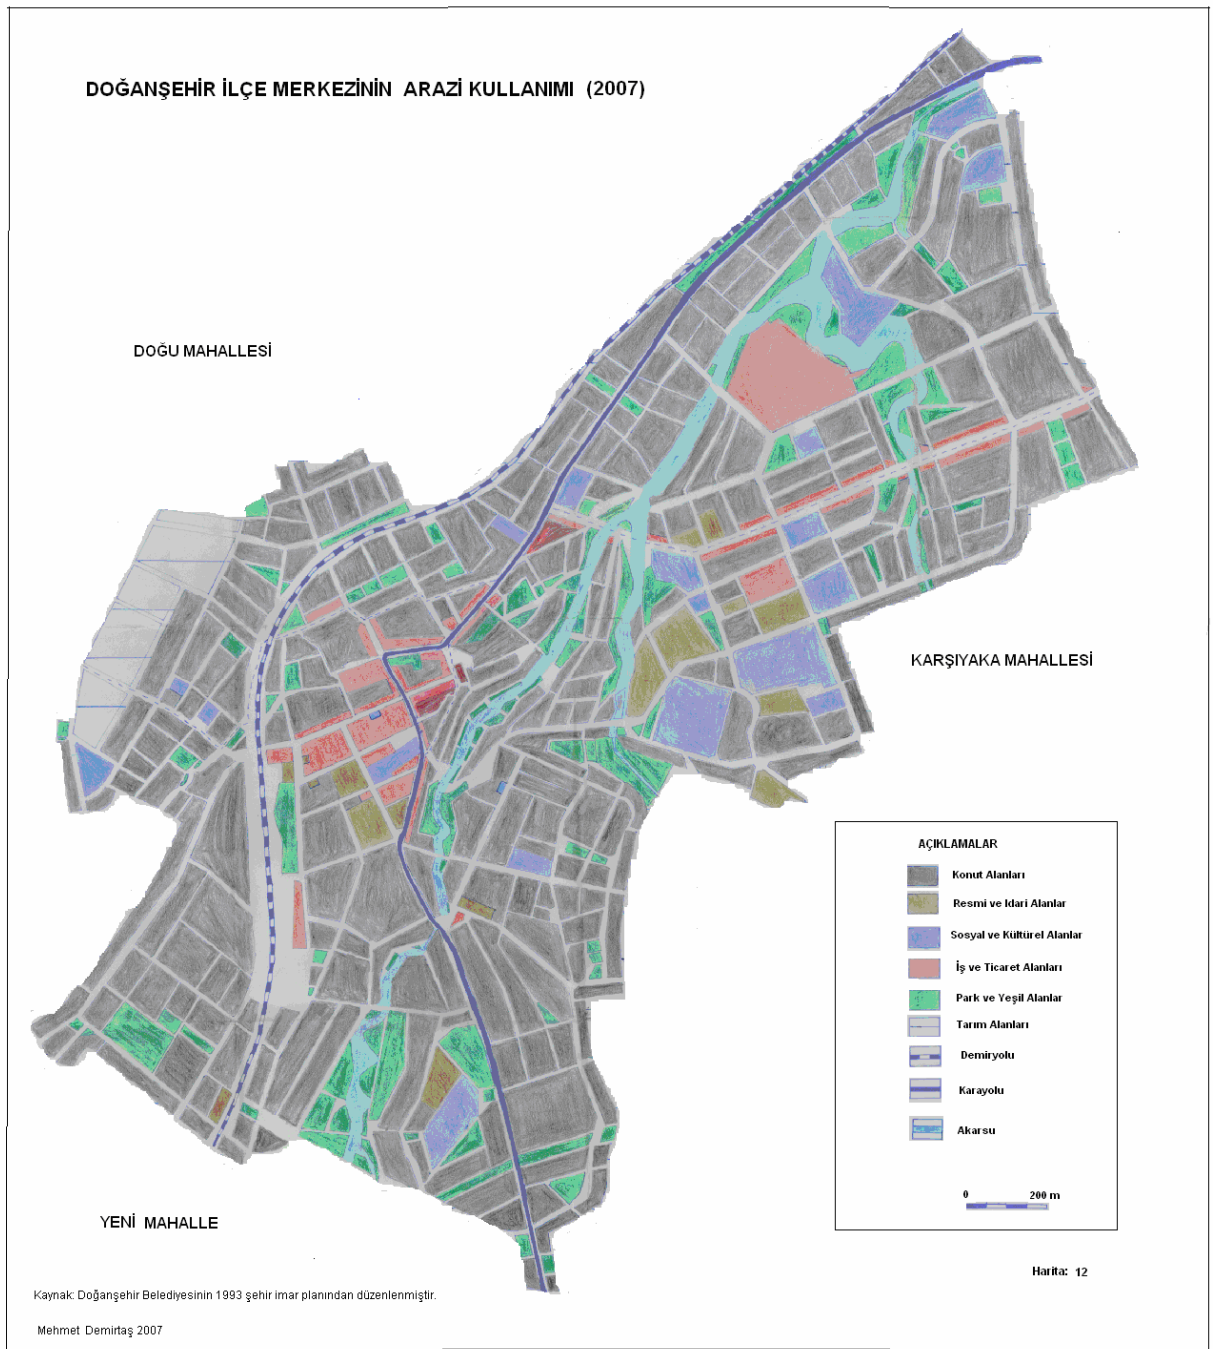 DOĞANŞEHİR İLÇE MERKEZİNİN ARAZİ KULLANIMI (2007)
DOĞU MAHALLESİ
KARŞIYAKA MAHALLESİ
AÇIKLAMALAR
Konut Alanları
Resmi ve Idari Alanlar
Sosyal ve Kültürel Alanlar
İş ve Ticaret Alanları
Park ve Yeşil Alanlar
Tarım Alanları
Demiryolu
Karayolu
Akarsu
0 200 m
YENİ MAHALLE
Harita: 12
Kaynak: Doğanşehir Belediyesinin 1993 şehir imar planından düzenlenmiştir.
Mehmet Demirtaş 2007